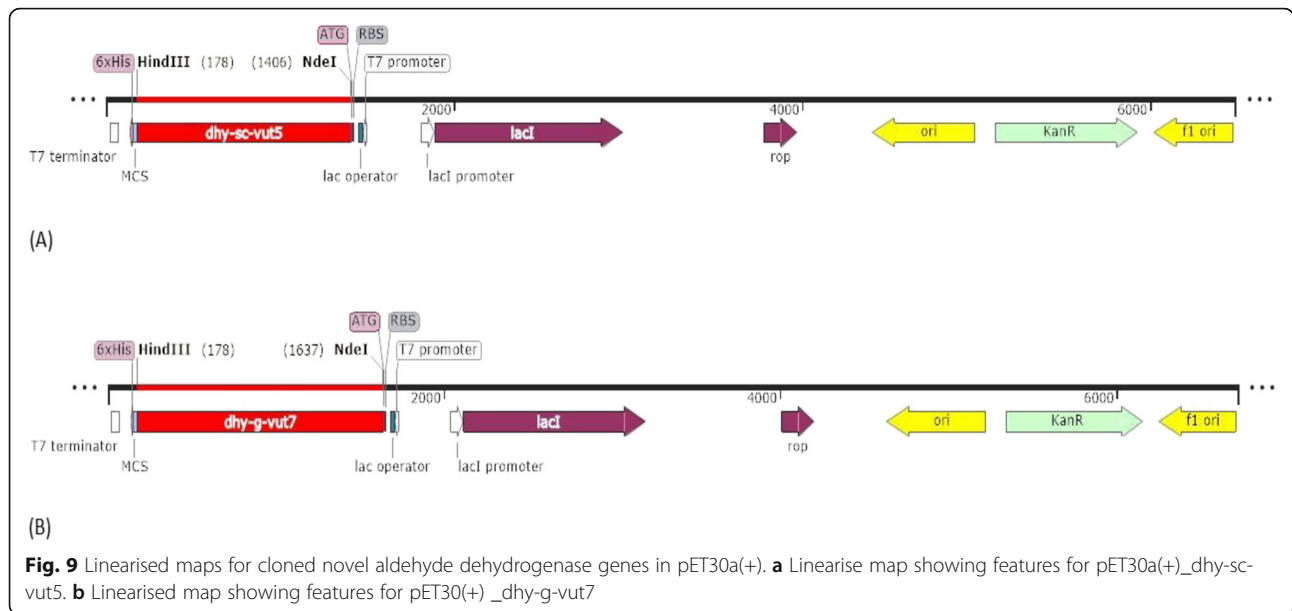 ATG RBS
6xHis HindIII (178) (1406) NdeI T7 promoter
2000 4000 6000
dhy-sc-vut5 lacI ori KanR f1 ori
T7 terminator rop
MCS lac operator lacI promoter
(A)
ATG RBS
6xHis HindIII (178) (1637) NdeI T7 promoter
2000 4000 6000
dhy-g-vut7 lacI ori KanR f1 ori
T7 terminator rop
MCS lac operator lacI promoter
(B)
Fig. 9 Linearised maps for cloned novel aldehyde dehydrogenase genes in pET30a(+). a Linearise map showing features for pET30a(+)_dhy-sc-
vut5. b Linearised map showing features for pET30(+) _dhy-g-vut7